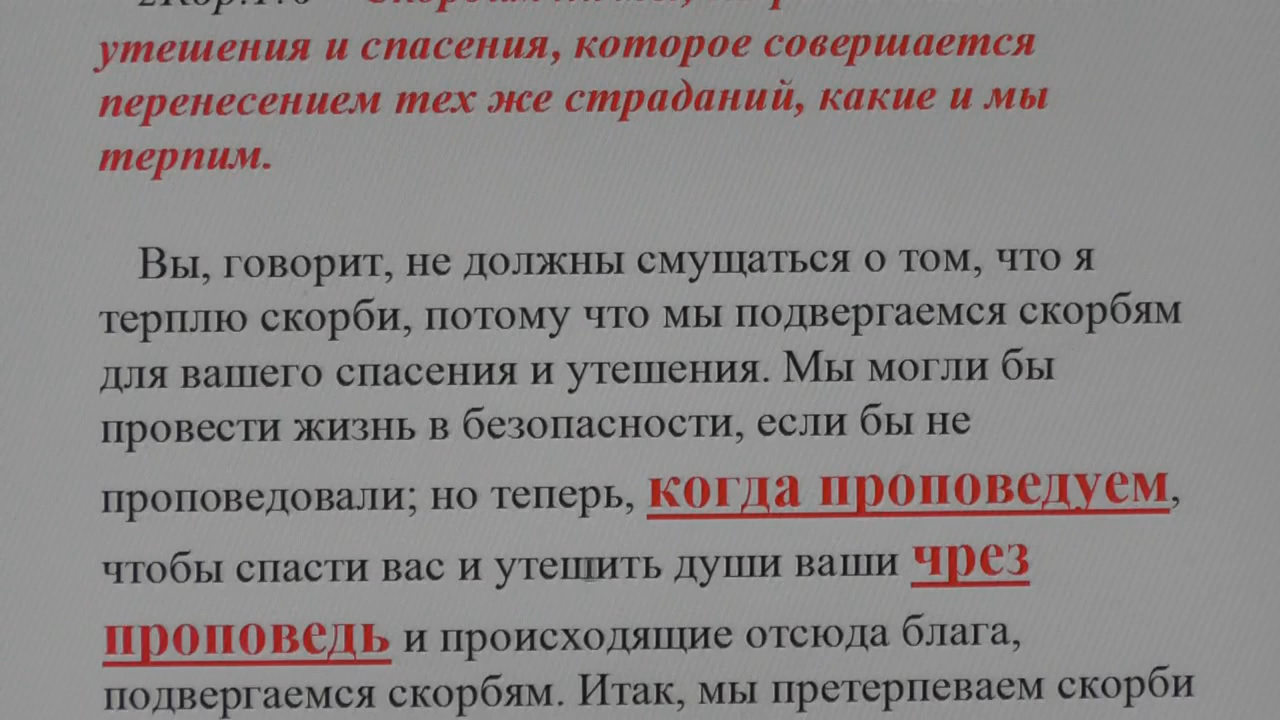 утешения и спасения, которое совершается
перенесением тех же страданий, какие и мы
терпим.
Вы, говорит, не должны смущаться о том, что я
терплю скорби, потому что мы подвергаемся скорбям
для вашего спасения и утешения. Мы могли бы
провести жизнь в безопасности, если бы не
проповедовали; но теперь, когда проповедуем,
чтобы спасти вас и утешить души ваши чрез
проповедь и происходящие отсюда блага,
подвергаемся скорбям. Итак, мы претерпеваем скорби